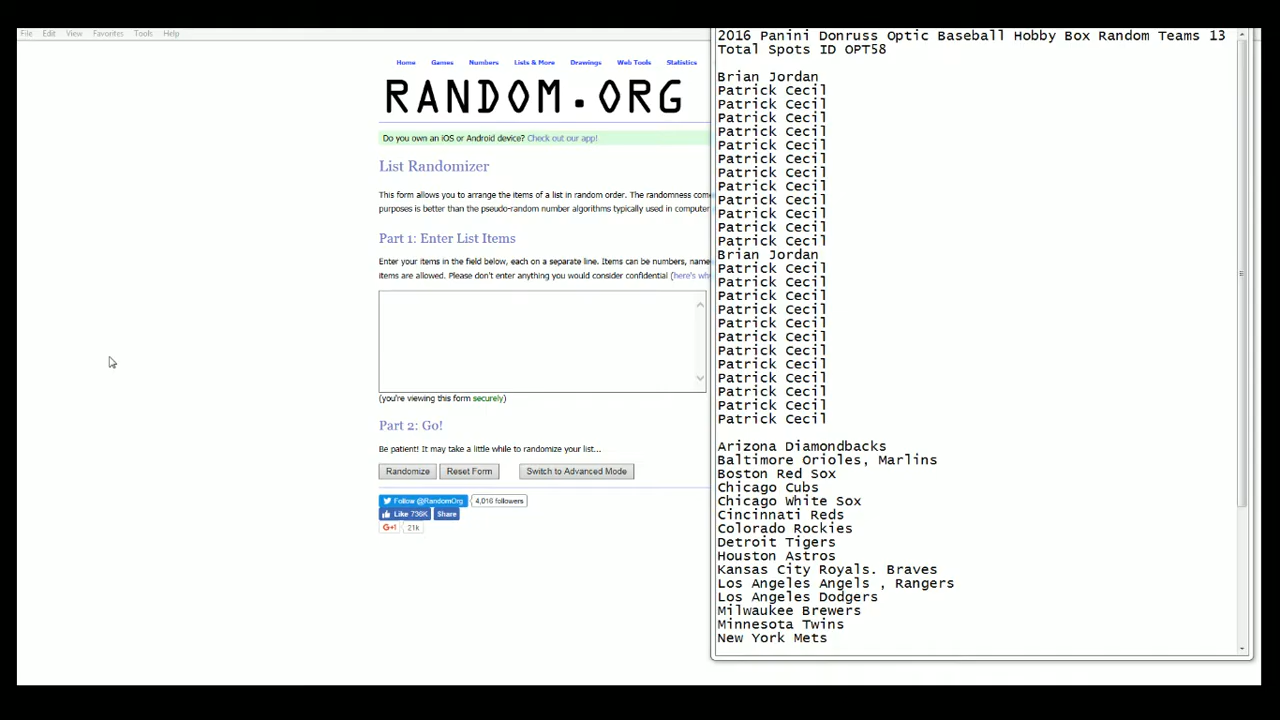 File Edit View Favorites Tools Help
Home Games Numbers Lists & More Drawings Web Tools Statistics
RANDOM.ORG
Do you own an iOS or Android device? Check out our app!
List Randomizer
This form allows you to arrange the items of a list in random order. The randomness
purposes is better than the pseudo-random number algorithms typically used in computer
Part 1: Enter List Items
Enter your items in the field below, each on a separate line. Items can be numbers,
items are allowed. Please don't enter anything you would consider confidential (here's
(you're viewing this form securely)
Part 2: Go!
Be patient! It may take a little while to randomize your list...
Randomize Reset Form Switch to Advanced Mode
Follow @RandomOrg 4,016 followers
Like 736K Share
G+1 21k
2016 Panini Donruss Optic Baseball Hobby Box Random Teams 13
Total Spots ID OPT58
Brian Jordan
Patrick Cecil
Patrick Cecil
Patrick Cecil
Patrick Cecil
Patrick Cecil
Patrick Cecil
Patrick Cecil
Patrick Cecil
Patrick Cecil
Patrick Cecil
Patrick Cecil
Patrick Cecil
Brian Jordan
Patrick Cecil
Patrick Cecil
Patrick Cecil
Patrick Cecil
Patrick Cecil
Patrick Cecil
Patrick Cecil
Patrick Cecil
Patrick Cecil
Patrick Cecil
Patrick Cecil
Patrick Cecil
Arizona Diamondbacks
Baltimore Orioles, Marlins
Boston Red Sox
Chicago Cubs
Chicago White Sox
Cincinnati Reds
Colorado Rockies
Detroit Tigers
Houston Astros
Kansas City Royals. Braves
Los Angeles Angels , Rangers
Los Angeles Dodgers
Milwaukee Brewers
Minnesota Twins
New York Mets